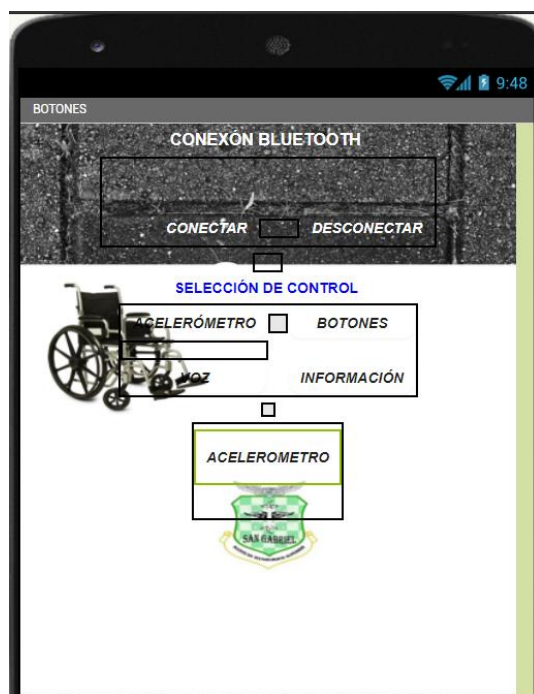 9:48
BOTONES
CONEXÓN BLUETOOTH
CONECTAR DESCONECTAR
SELECCIÓN DE CONTROL
ACELERÓMETRO BOTONES
VOZ INFORMACIÓN
ACELEROMETRO
SAN GABRIEL